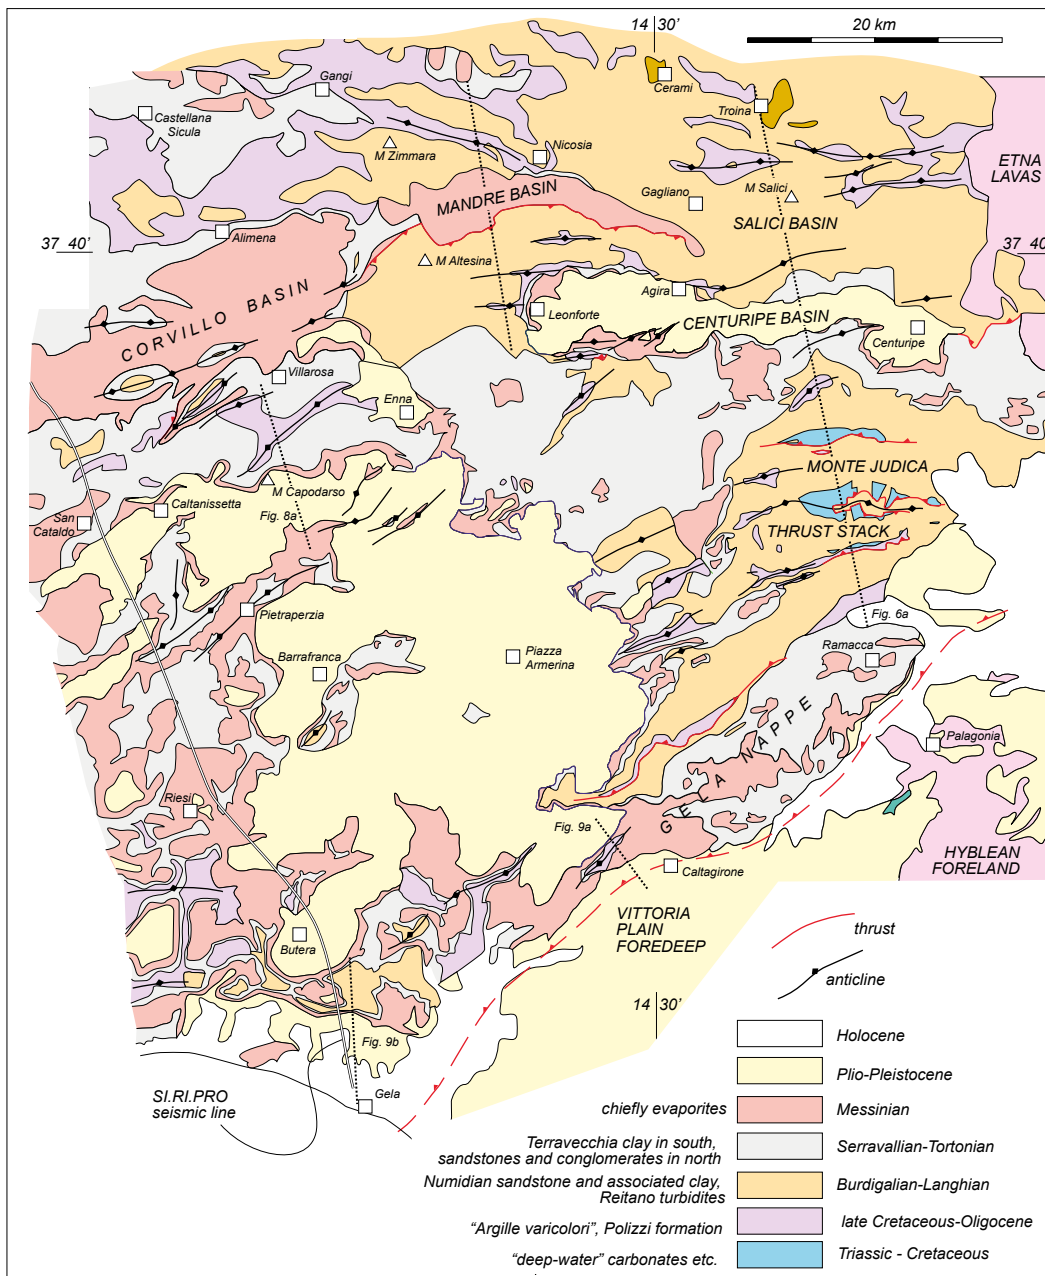 14 30’
20 km
Gangi
Cerami
Castellana
Sicula
Troina
M Zimmara
Nicosia
ETNA
LAVAS
MANDRE BASIN
M Salici
Gagliano
SALICI BASIN
Alimena
37 40’
37 40’
M Altesina
CORVILLO BASIN
Agira
Leonforte
CENTURIPE BASIN
Centuripe
Villarosa
Enna
MONTE JUDICA
M Capodarso
Caltanissetta
San
Cataldo
Fig. 8a
THRUST STACK
Pietraperzia
Fig. 6a
Ramacca
Barrafranca
Piazza
Armerina
Palagonia
GELA NAPPE
Riesi
Fig. 9a
HYBLEAN
FORELAND
Caltagirone
VITTORIA
PLAIN
FOREDEEP
Butera
thrust
anticline
14 30’
Fig. 9b
Holocene
Plio-Pleistocene
SI.RI.PRO
seismic line
Gela
chiefly evaporites
Messinian
Terravecchia clay in south,
sandstones and conglomerates in north
Serravallian-Tortonian
Numidian sandstone and associated clay,
Reitano turbidites
Burdigalian-Langhian
“Argille varicolori”, Polizzi formation
late Cretaceous-Oligocene
“deep-water” carbonates etc.
Triassic - Cretaceous